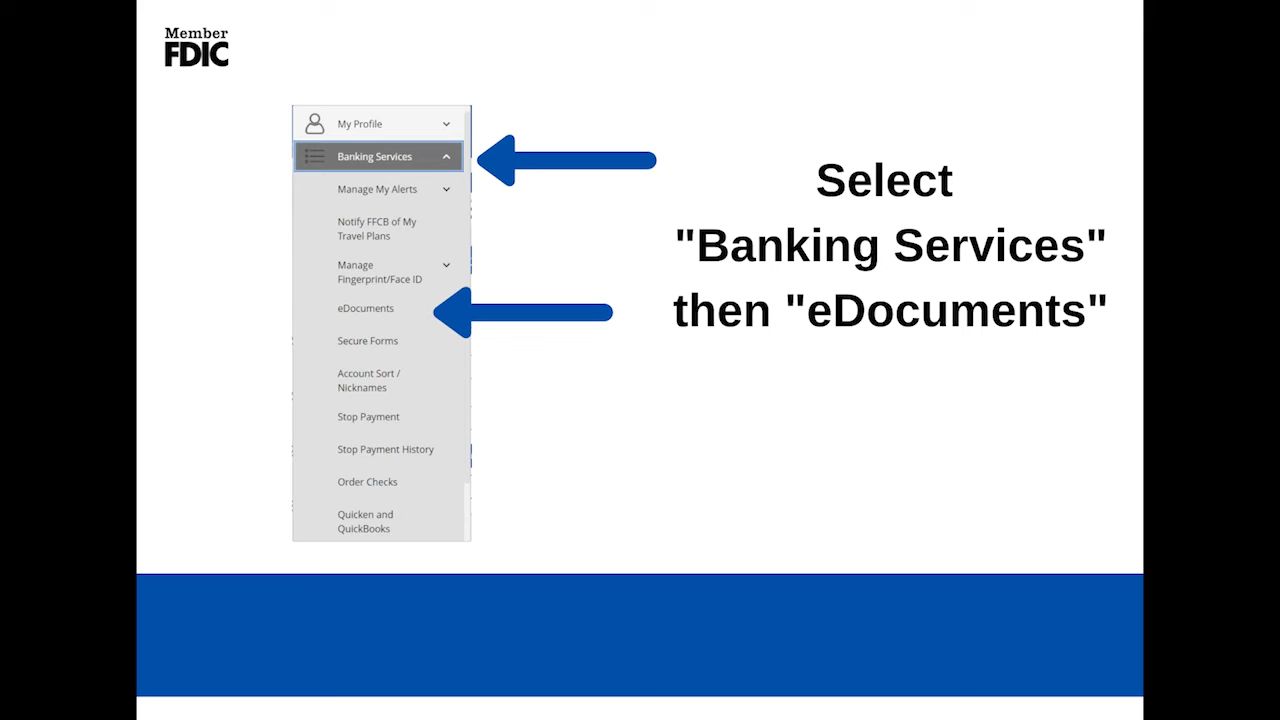 Member
FDIC
My Profile
Banking Services
Manage My Alerts
Notify FFCB of My
Travel Plans
Manage
Fingerprint/Face ID
eDocuments
Secure Forms
Account Sort /
Nicknames
Stop Payment
Stop Payment History
Order Checks
Quicken and
QuickBooks
Select
"Banking Services"
then "eDocuments"